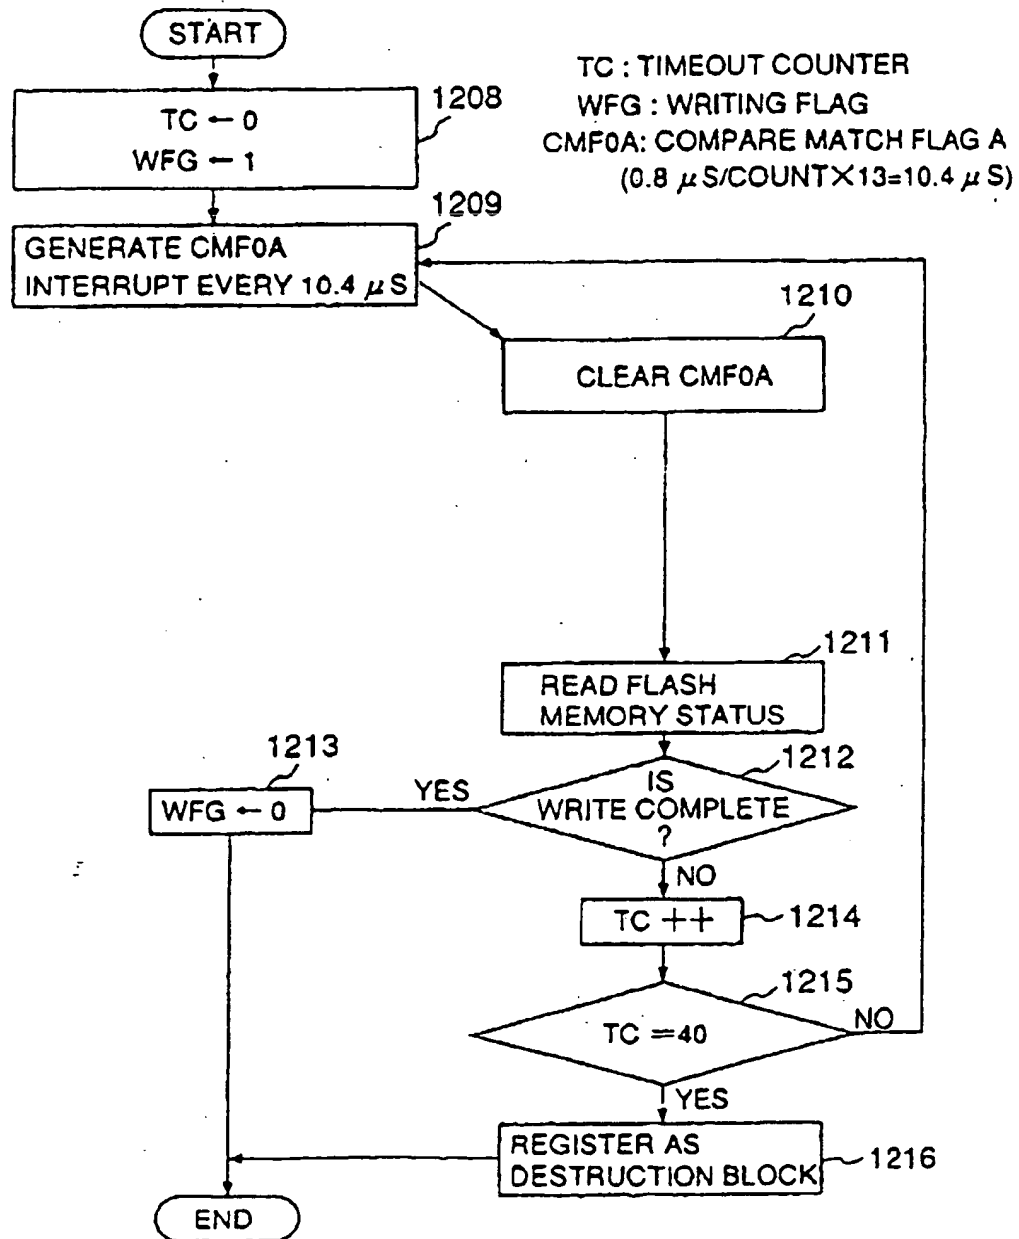 START
TC : TIMEOUT COUNTER
WFG : WRITING FLAG
CMF0A: COMPARE MATCH FLAG A
(0.8 μS/COUNT×13=10.4 μS)
1208
TC ← 0
WFG ← 1
1209
GENERATE CMF0A
INTERRUPT EVERY 10.4 μS
1210
CLEAR CMF0A
1211
READ FLASH
MEMORY STATUS
1212
IS
WRITE COMPLETE
?
YES
1213
WFG ← 0
NO
TC ++
1214
1215
TC =40
NO
YES
REGISTER AS
DESTRUCTION BLOCK
1216
END